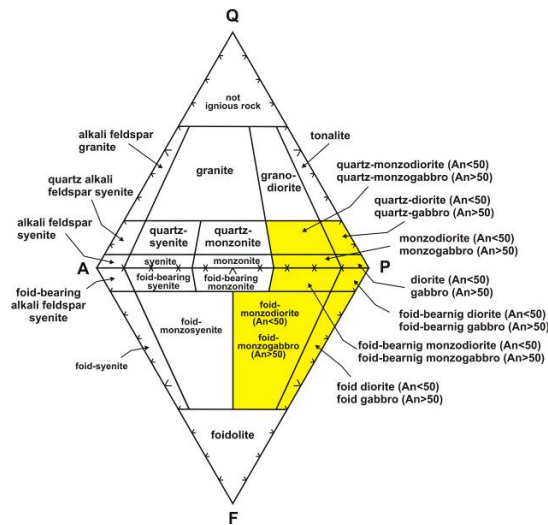 Q
not
ignious rock
alkali feldspar
granite
tonalite
granite
grano-
diorite
quartz-monzodiorite (An<50)
quartz-monzogabbro (An>50)
quartz alkali
feldspar syenite
quartz-diorite (An<50)
quartz-gabbro (An>50)
quartz-
syenite
quartz-
monzonite
alkali feldspar
syenite
monzodiorite (An<50)
monzogabbro (An>50)
syenite
monzonite
A
P
foid-bearing
syenite
foid-bearing
monzonite
diorite (An<50)
gabbro (An>50)
foid-bearing
alkali feldspar
syenite
foid-bearnig diorite (An<50)
foid-bearnig gabbro (An>50)
foid-
monzosyenite
foid-
monzodiorite
(An<50)
foid-
monzogabbro
(An>50)
foid-bearnig monzodiorite (An<50)
foid-bearnig monzogabbro (An>50)
foid-syenite
foid diorite (An<50)
foid gabbro (An>50)
foidolite
F